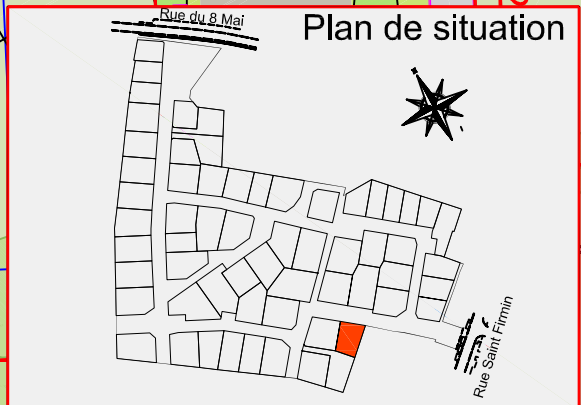 Rue du 8 Mai
Plan de situation
Rue Saint Firmin